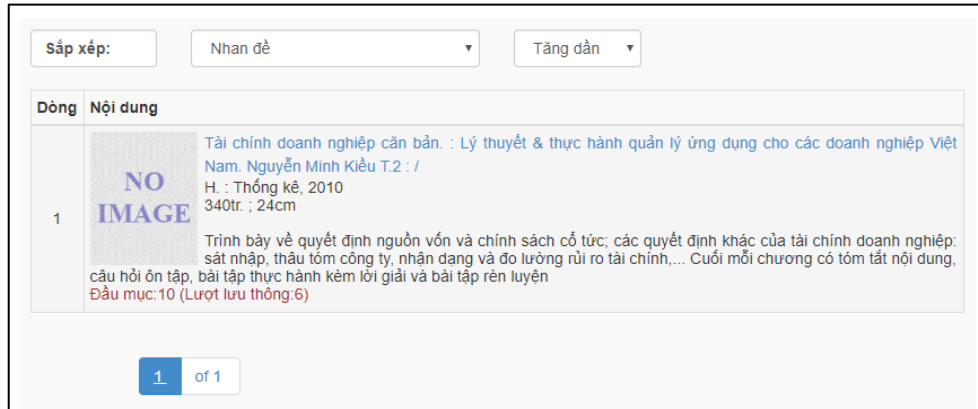 Sắp xếp: Nhan đề Tăng dần
Dòng Nội dung
1
NO
IMAGE
Tài chính doanh nghiệp căn bản. : Lý thuyết & thực hành quản lý ứng dụng cho các doanh nghiệp Việt
Nam. Nguyễn Minh Kiều T.2 : /
H. : Thống kê, 2010
340tr. ; 24cm
Trình bày về quyết định nguồn vốn và chính sách cổ tức; các quyết định khác của tài chính doanh nghiệp:
sát nhập, thâu tóm công ty, nhận dạng và đo lường rủi ro tài chính,... Cuối mỗi chương có tóm tắt nội dung,
câu hỏi ôn tập, bài tập thực hành kèm lời giải và bài tập rèn luyện
Đầu mục:10 (Lượt lưu thông:6)
1 of 1